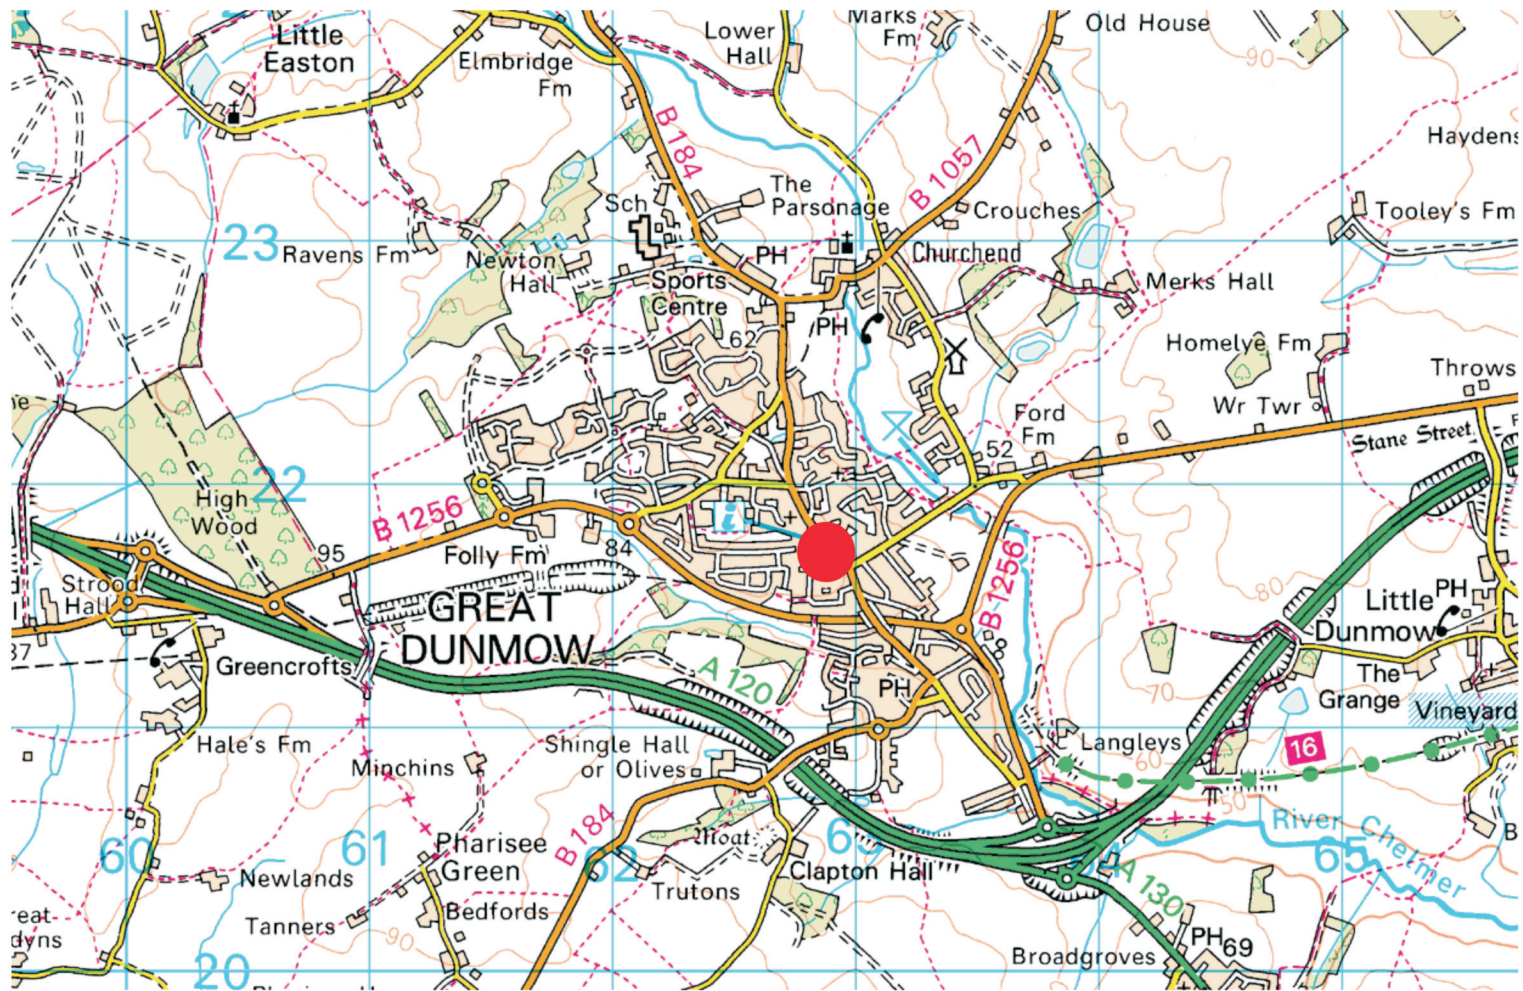 Little
Easton
Elmbridge
Fm
Lower
Hall
Marks
Fm
Old House
90
B 184
B 1057
Haydens
Sch
The
Parsonage
Crouches
Tooley's Fm
23
Ravens Fm
Newton
Hall
PH
Churchend
Sports
Centre
Merks Hall
PH
62
Homelye Fm
Throws
Wr Twr
Ford
Fm
52
Stane Street
22
High
Wood
B 1256
95
Folly Fm
84
B 1256
80
Strood
Hall
GREAT
DUNMOW
Little
Dunmow
PH
37
Greencrofts
A 120
PH
The
Grange
70
60
Vineyard
Hale's Fm
Shingle Hall
or Olives
Langleys
16
Minchins
50
B 184
Moat
River Chelmer
60
61
62
65
Pharisee
Green
Newlands
Trutons
Clapton Hall
A 130
Tanners
Bedfords
90
eat
dyns
Broadgroves
PH
69
20